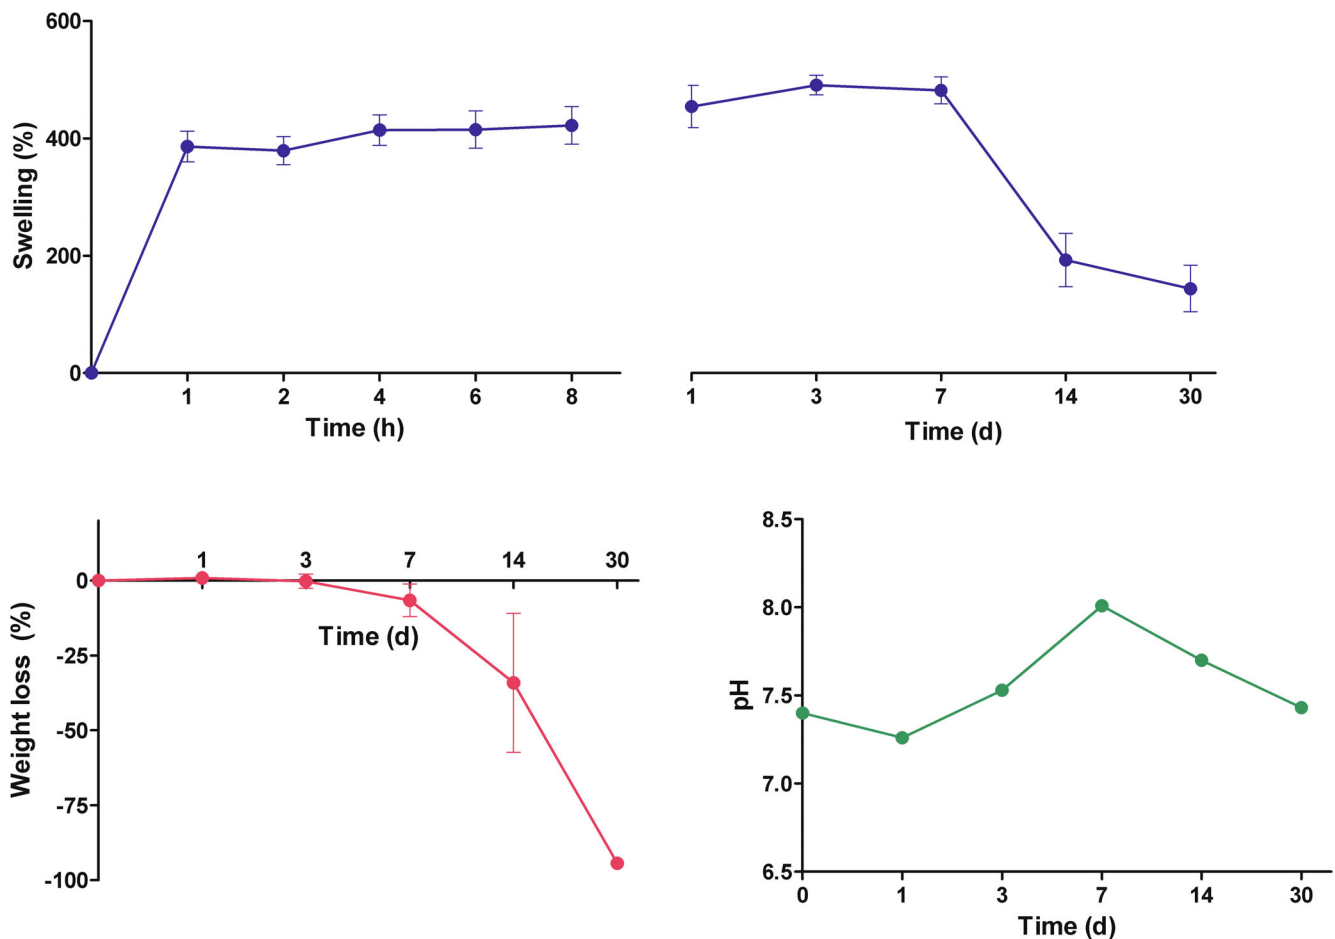 600
400
200
0
Swelling (%)
1 2 4 6 8
Time (h)
1 3 7 14 30
Time (d)
1 3 7 14 30
0
-25
-50
-75
-100
Weight loss (%)
Time (d)
8.5
8.0
7.5
7.0
6.5
pH
0 1 3 7 14 30
Time (d)